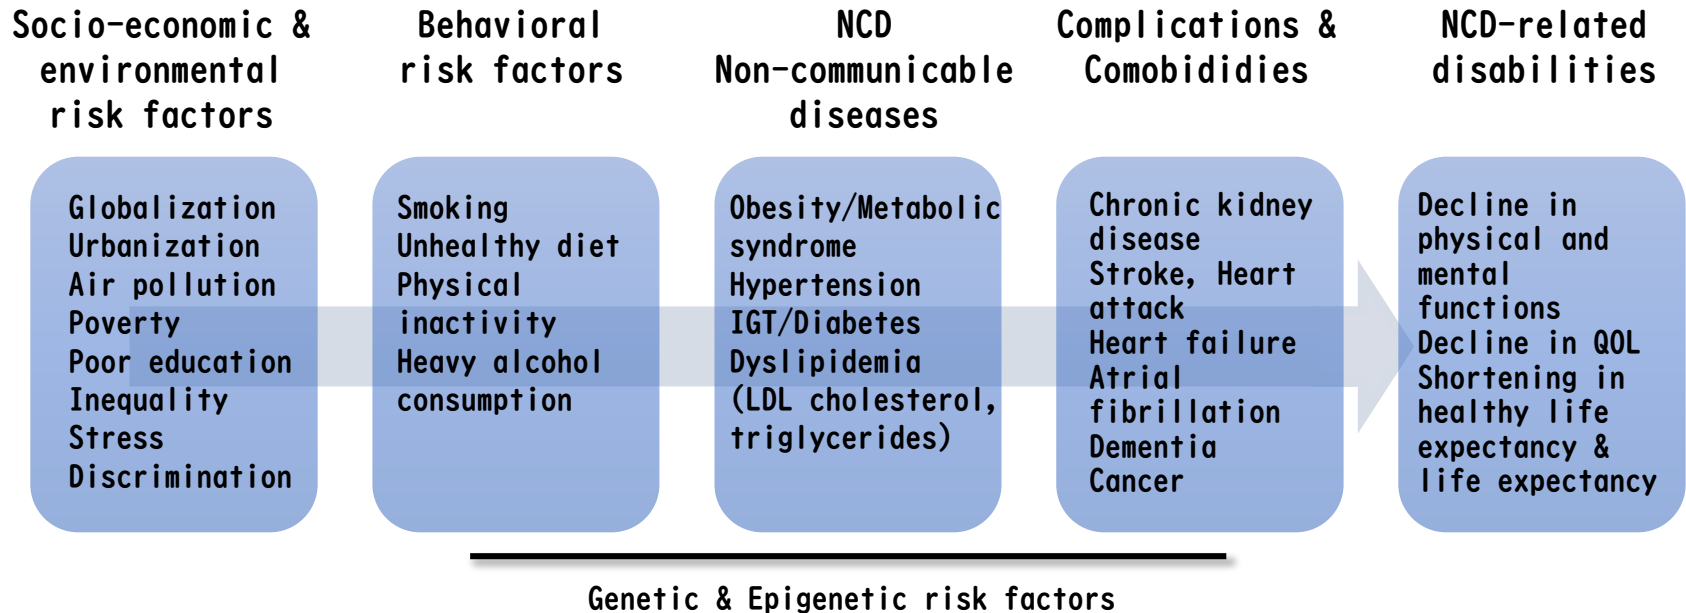 Socio-economic &
environmental
risk factors
Globalization
Urbanization
Air pollution
Poverty
Poor education
Inequality
Stress
Discrimination
Behavioral
risk factors
Smoking
Unhealthy diet
Physical
inactivity
Heavy alcohol
consumption
NCD
Non-communicable
diseases
Obesity/Metabolic
syndrome
Hypertension
IGT/Diabetes
Dyslipidemia
(LDL cholesterol,
triglycerides)
Complications &
Comobididies
Chronic kidney
disease
Stroke, Heart
attack
Heart failure
Atrial
fibrillation
Dementia
Cancer
NCD-related
disabilities
Decline in
physical and
mental
functions
Decline in QOL
Shortening in
healthy life
expectancy &
life expectancy
Genetic & Epigenetic risk factors